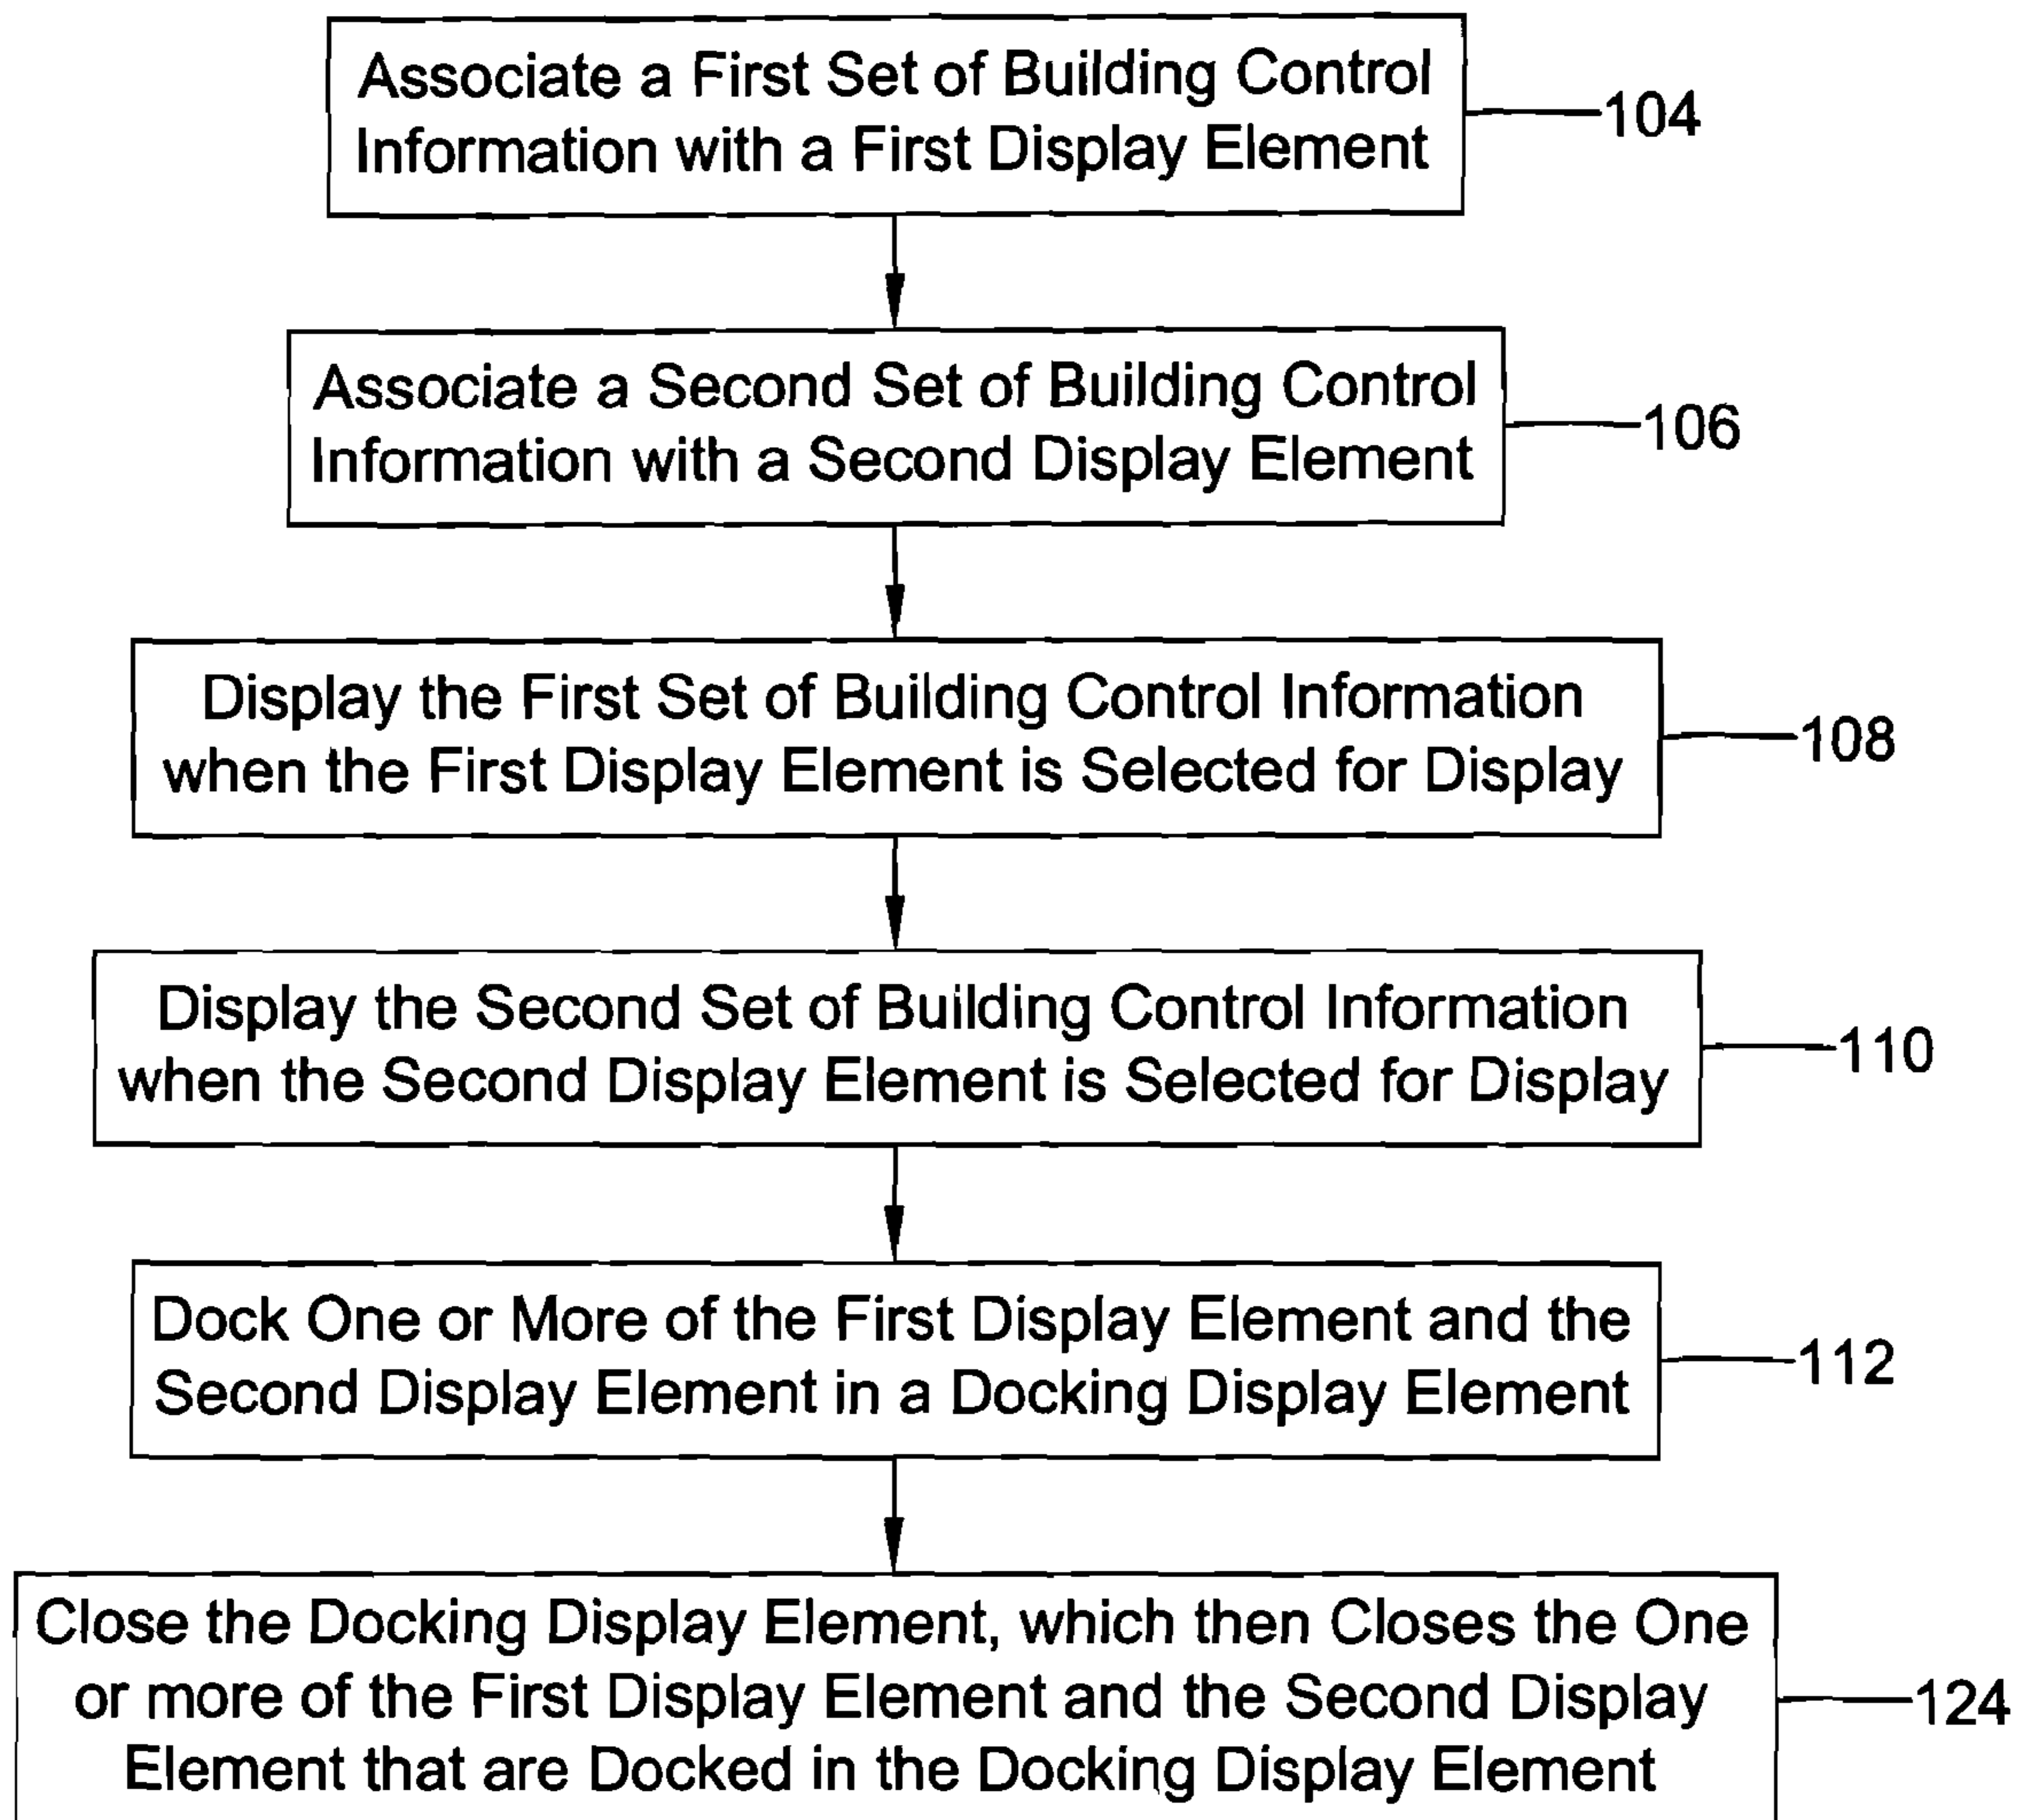 Associate a First Set of Building Control
Information with a First Display Element
104
Associate a Second Set of Building Control
Information with a Second Display Element
106
Display the First Set of Building Control Information
when the First Display Element is Selected for Display
108
Display the Second Set of Building Control Information
when the Second Display Element is Selected for Display
110
Dock One or More of the First Display Element and the
Second Display Element in a Docking Display Element
112
Close the Docking Display Element, which then Closes the One
or more of the First Display Element and the Second Display
Element that are Docked in the Docking Display Element
124